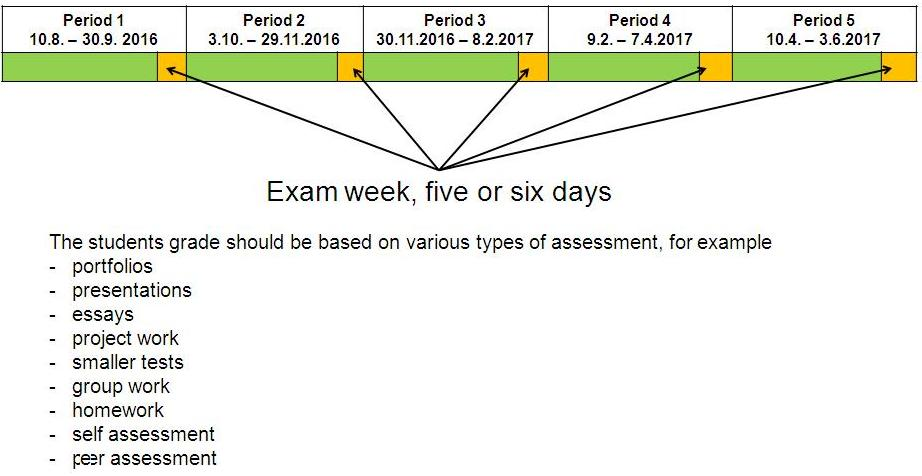 Period 1
10.8. – 30.9. 2016
Period 2
3.10. – 29.11.2016
Period 3
30.11.2016 – 8.2.2017
Period 4
9.2. – 7.4.2017
Period 5
10.4. – 3.6.2017
Exam week, five or six days
The students grade should be based on various types of assessment, for example
- portfolios
- presentations
- essays
- project work
- smaller tests
- group work
- homework
- self assessment
- peer assessment